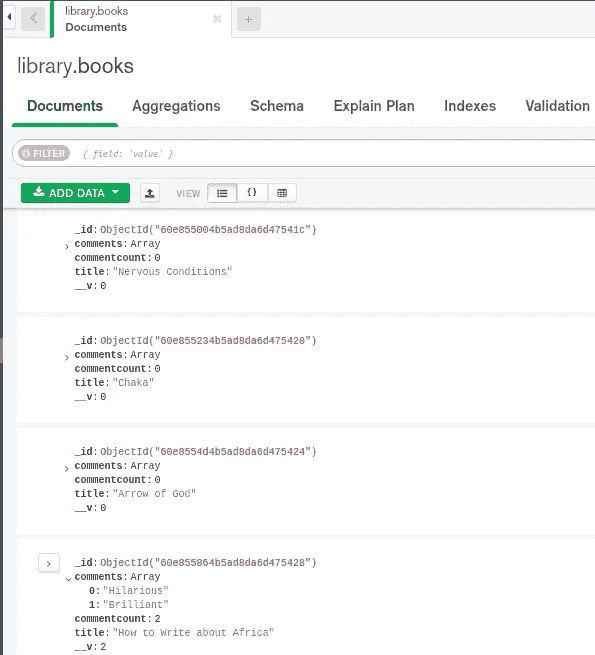 library.books
Documents
library.books
Documents Aggregations Schema Explain Plan Indexes Validation
FILTER { field: 'value' }
ADD DATA VIEW {}
_id: ObjectId("60e855004b5ad8da6d47541c")
comments: Array
commentcount: 0
title: "Nervous Conditions"
__v: 0
_id: ObjectId("60e855234b5ad8da6d475420")
comments: Array
commentcount: 0
title: "Chaka"
__v: 0
_id: ObjectId("60e8554d4b5ad8da6d475424")
comments: Array
commentcount: 0
title: "Arrow of God"
__v: 0
_id: ObjectId("60e855864b5ad8da6d475428")
comments: Array
0: "Hilarious"
1: "Brilliant"
commentcount: 2
title: "How to Write about Africa"
__v: 2